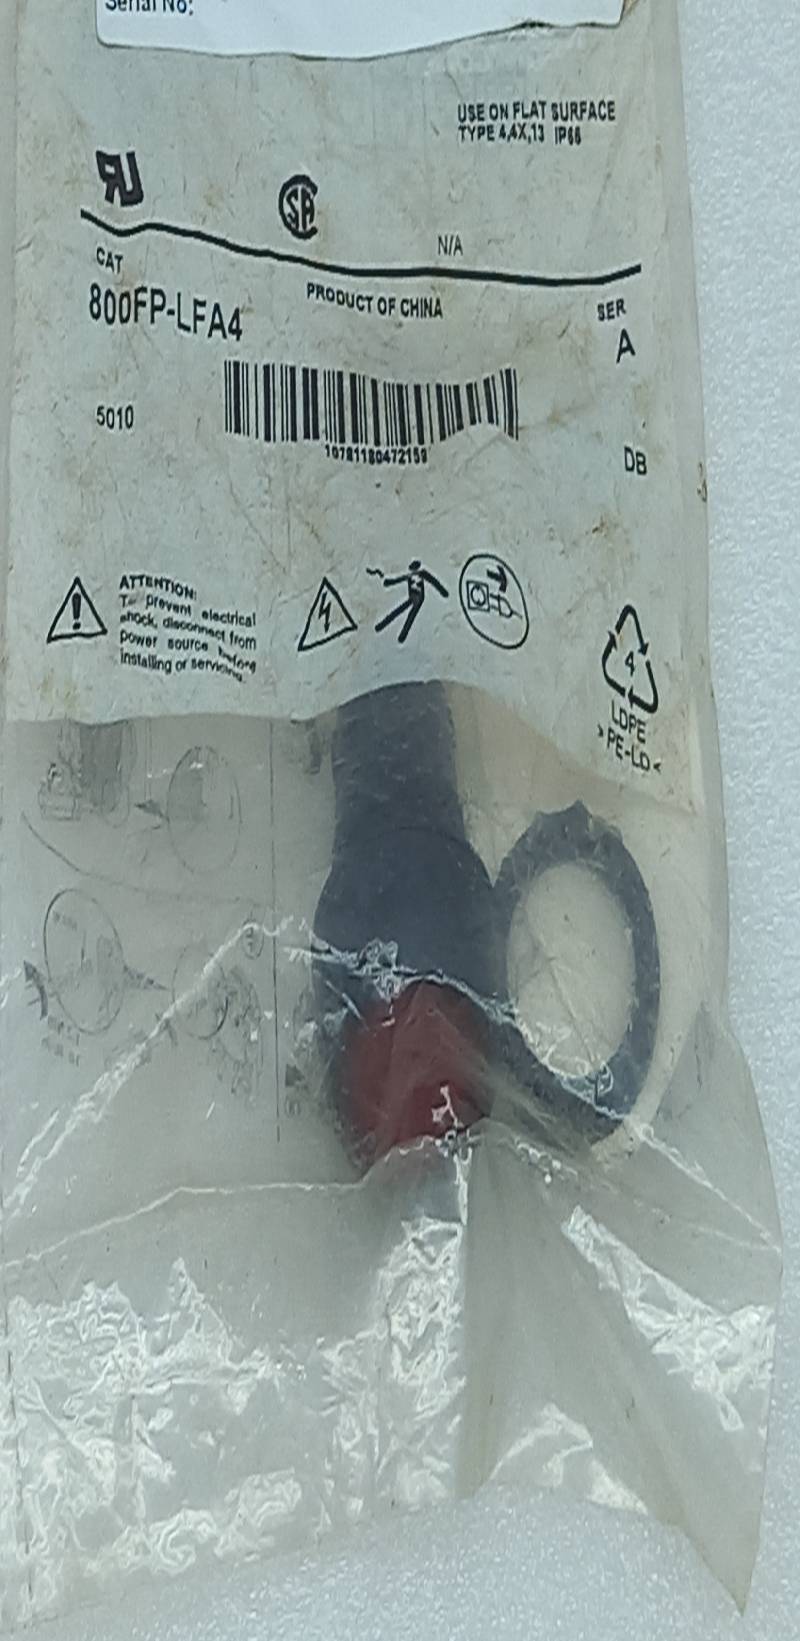 Serial No:
USE ON FLAT SURFACE
TYPE 4,4X,13 IP66
N/A
CAT
PRODUCT OF CHINA
SER
800FP-LFA4
A
5010
10781180472159
DB
ATTENTION:
To prevent electrical
shock, disconnect from
power source before
installing or servicing.
4
LDPE
>PE-LD<